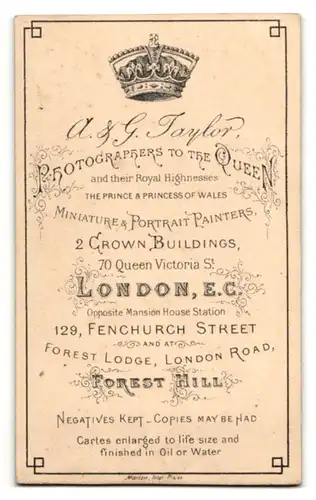 A. & G. Taylor,
PHOTOGRAPHERS TO THE QUEEN
and their Royal Highnesses
THE PRINCE & PRINCESS OF WALES
MINIATURE & PORTRAIT PAINTERS,
2 CROWN BUILDINGS,
70 Queen Victoria St
LONDON, E.C.
Opposite Mansion House Station
129, FENCHURCH STREET
AND AT
FOREST LODGE, LONDON ROAD,
FOREST HILL
NEGATIVES KEPT _ COPIES MAY BE HAD
Cartes enlarged to life size and
finished in Oil or Water